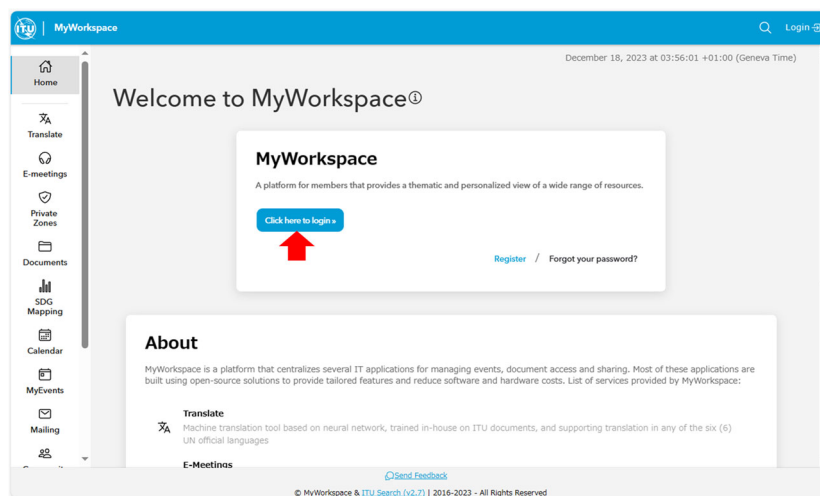 ITU MyWorkspace Login
December 18, 2023 at 03:56:01 +01:00 (Geneva Time)
Home
Translate
E-meetings
Private
Zones
Documents
SDG
Mapping
Calendar
MyEvents
Mailing
Welcome to MyWorkspace
MyWorkspace
A platform for members that provides a thematic and personalized view of a wide range of resources.
Click here to login »
Register / Forgot your password?
About
MyWorkspace is a platform that centralizes several IT applications for managing events, document access and sharing. Most of these applications are
built using open-source solutions to provide tailored features and reduce software and hardware costs. List of services provided by MyWorkspace:
Translate
Machine translation tool based on neural network, trained in-house on ITU documents, and supporting translation in any of the six (6)
UN official languages
E-Meetings
Send Feedback
© MyWorkspace & ITU Search (v2.7) | 2016-2023 - All Rights Reserved